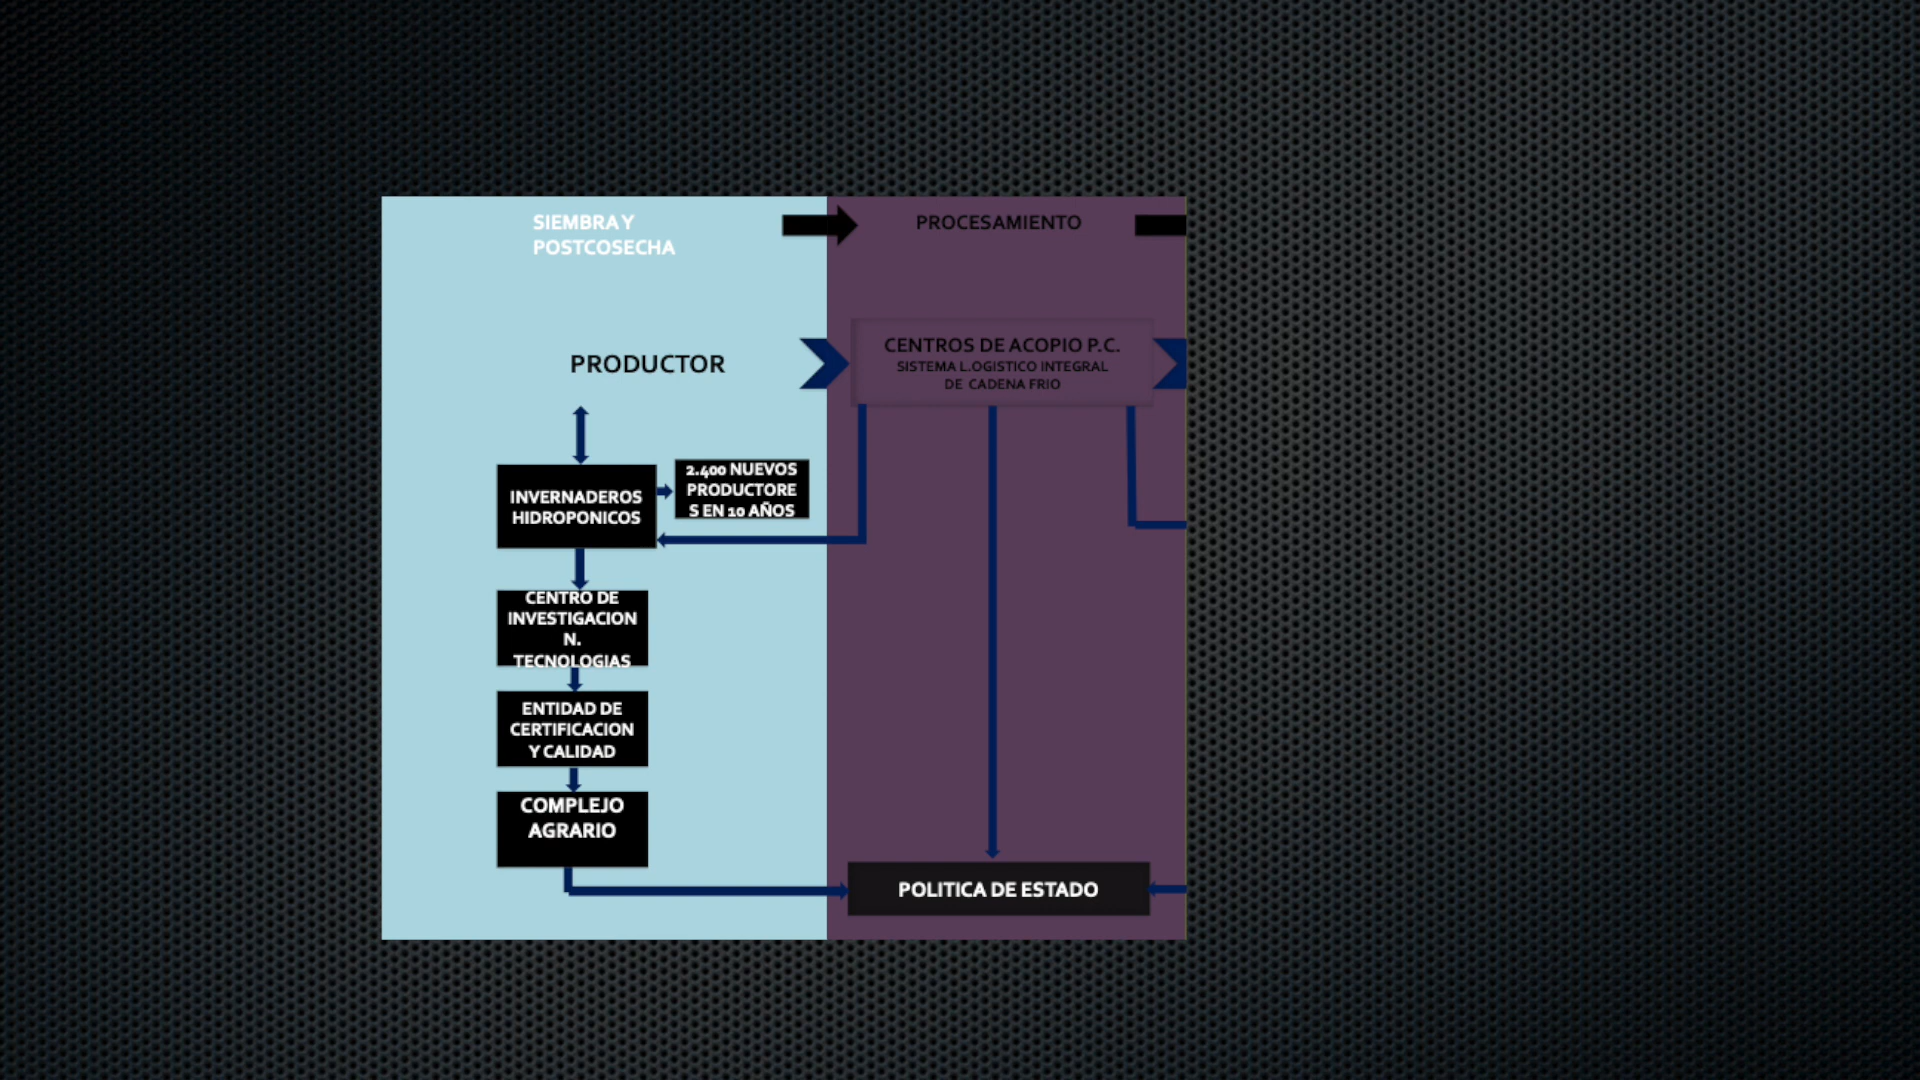 SIEMBRA Y
POSTCOSECHA
PROCESAMIENTO
PRODUCTOR
CENTROS DE ACOPIO P.C.
SISTEMA L.OGISTICO INTEGRAL
DE CADENA FRIO
INVERNADEROS
HIDROPONICOS
2.400 NUEVOS
PRODUCTORE
S EN 10 AÑOS
CENTRO DE
INVESTIGACION
N.
TECNOLOGIAS
ENTIDAD DE
CERTIFICACION
Y CALIDAD
COMPLEJO
AGRARIO
POLITICA DE ESTADO